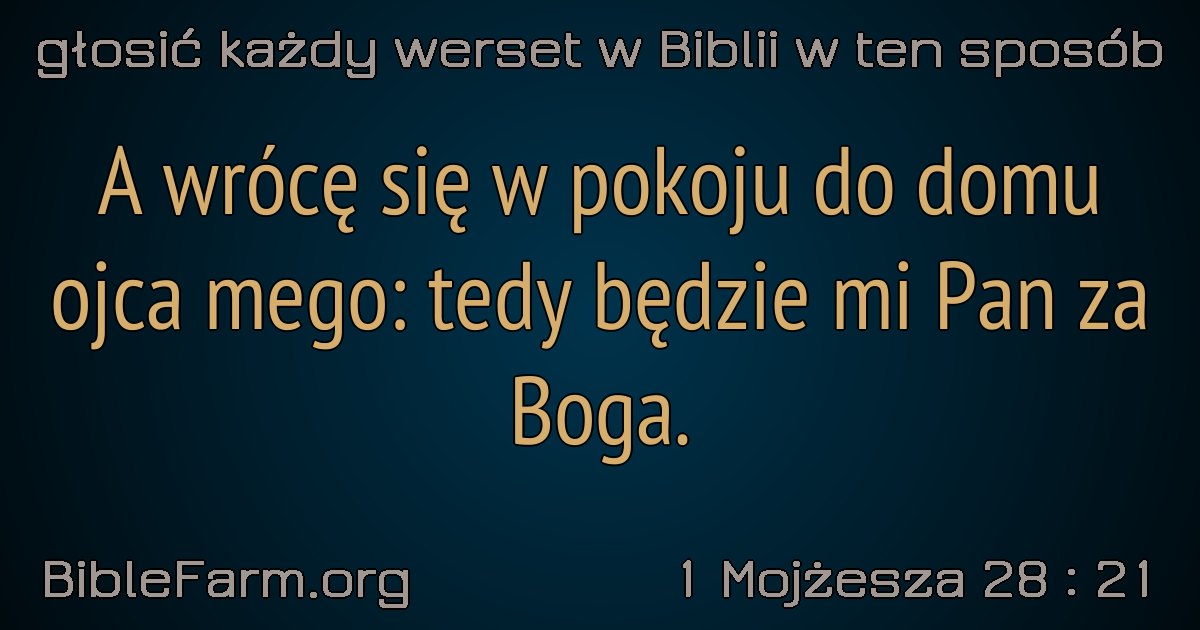 głosić każdy werset w Biblii w ten sposób
A wrócę się w pokoju do domu
ojca mego: tedy będzie mi Pan za
Boga.
BibleFarm.org
1 Mojżesza 28 : 21